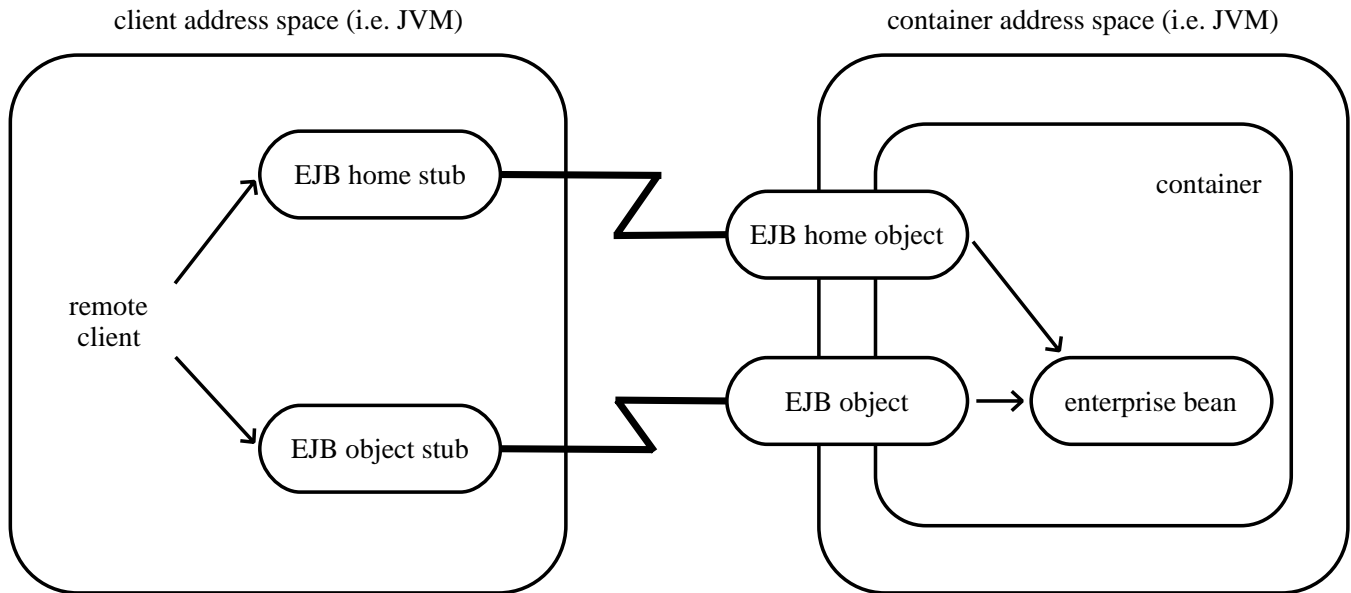 client address space (i.e. JVM)
container address space (i.e. JVM)
EJB home stub
container
EJB home object
remote
client
EJB object
enterprise bean
EJB object stub